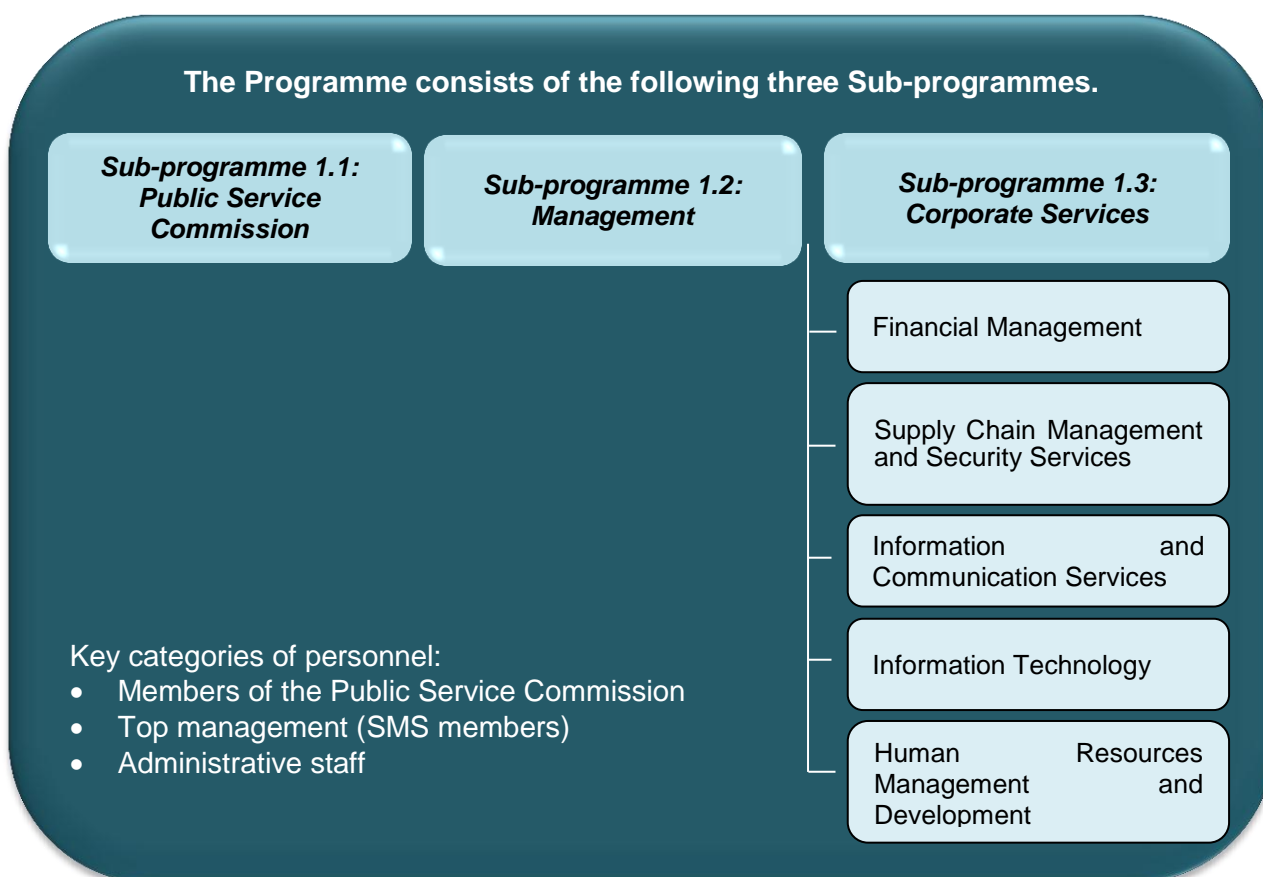 The Programme consists of the following three Sub-programmes.
Sub-programme 1.1:
Public Service
Commission
Sub-programme 1.2:
Management
Sub-programme 1.3:
Corporate Services
Financial Management
Supply Chain Management
and Security Services
Information and
Communication Services
Information Technology
Human Resources
Management and
Development
Key categories of personnel:
• Members of the Public Service Commission
• Top management (SMS members)
• Administrative staff